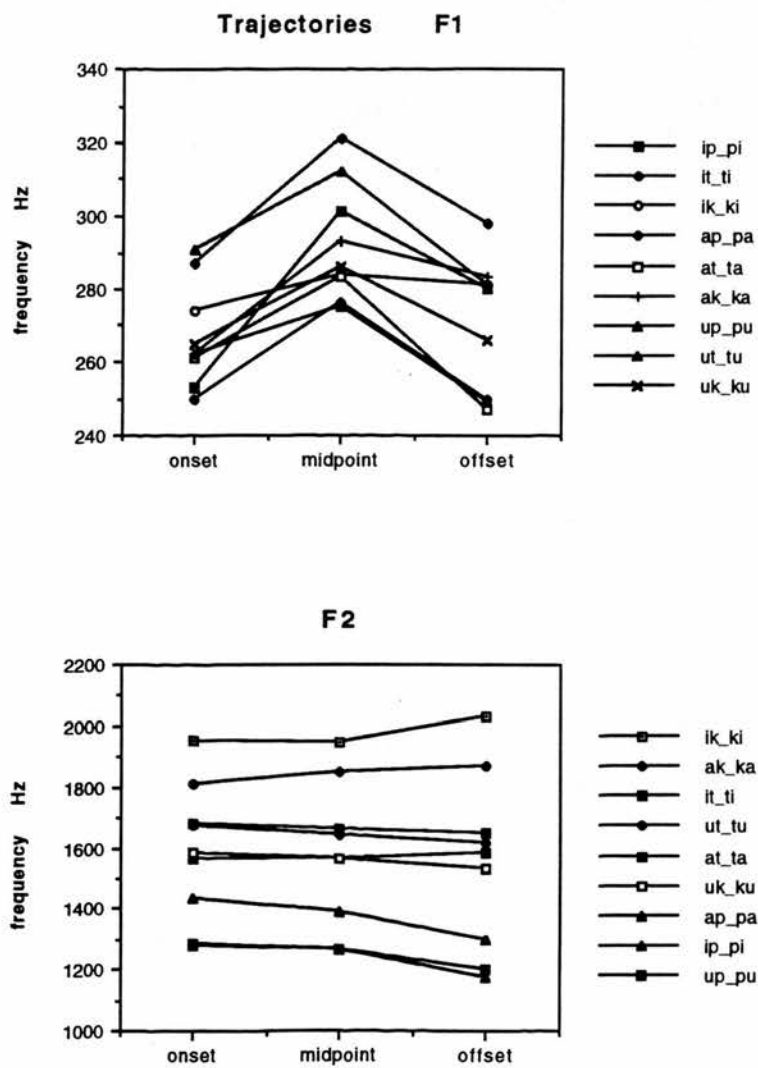 Trajectories F1
frequency Hz
340
320
300
280
260
240
onset midpoint offset
ip_pi
it_ti
ik_ki
ap_pa
at_ta
ak_ka
up_pu
ut_tu
uk_ku
F2
frequency Hz
2200
2000
1800
1600
1400
1200
1000
onset midpoint offset
ik_ki
ak_ka
it_ti
ut_tu
at_ta
uk_ku
ap_pa
ip_pi
up_pu